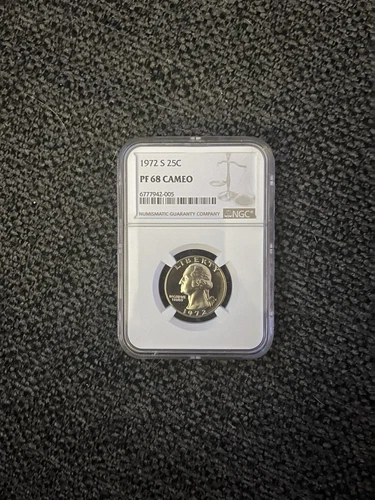 1972 S 25C
PF 68 CAMEO
6777942-005
NUMISMATIC GUARANTY COMPANY
NGC
LIBERTY
IN GOD WE
TRUST
1972